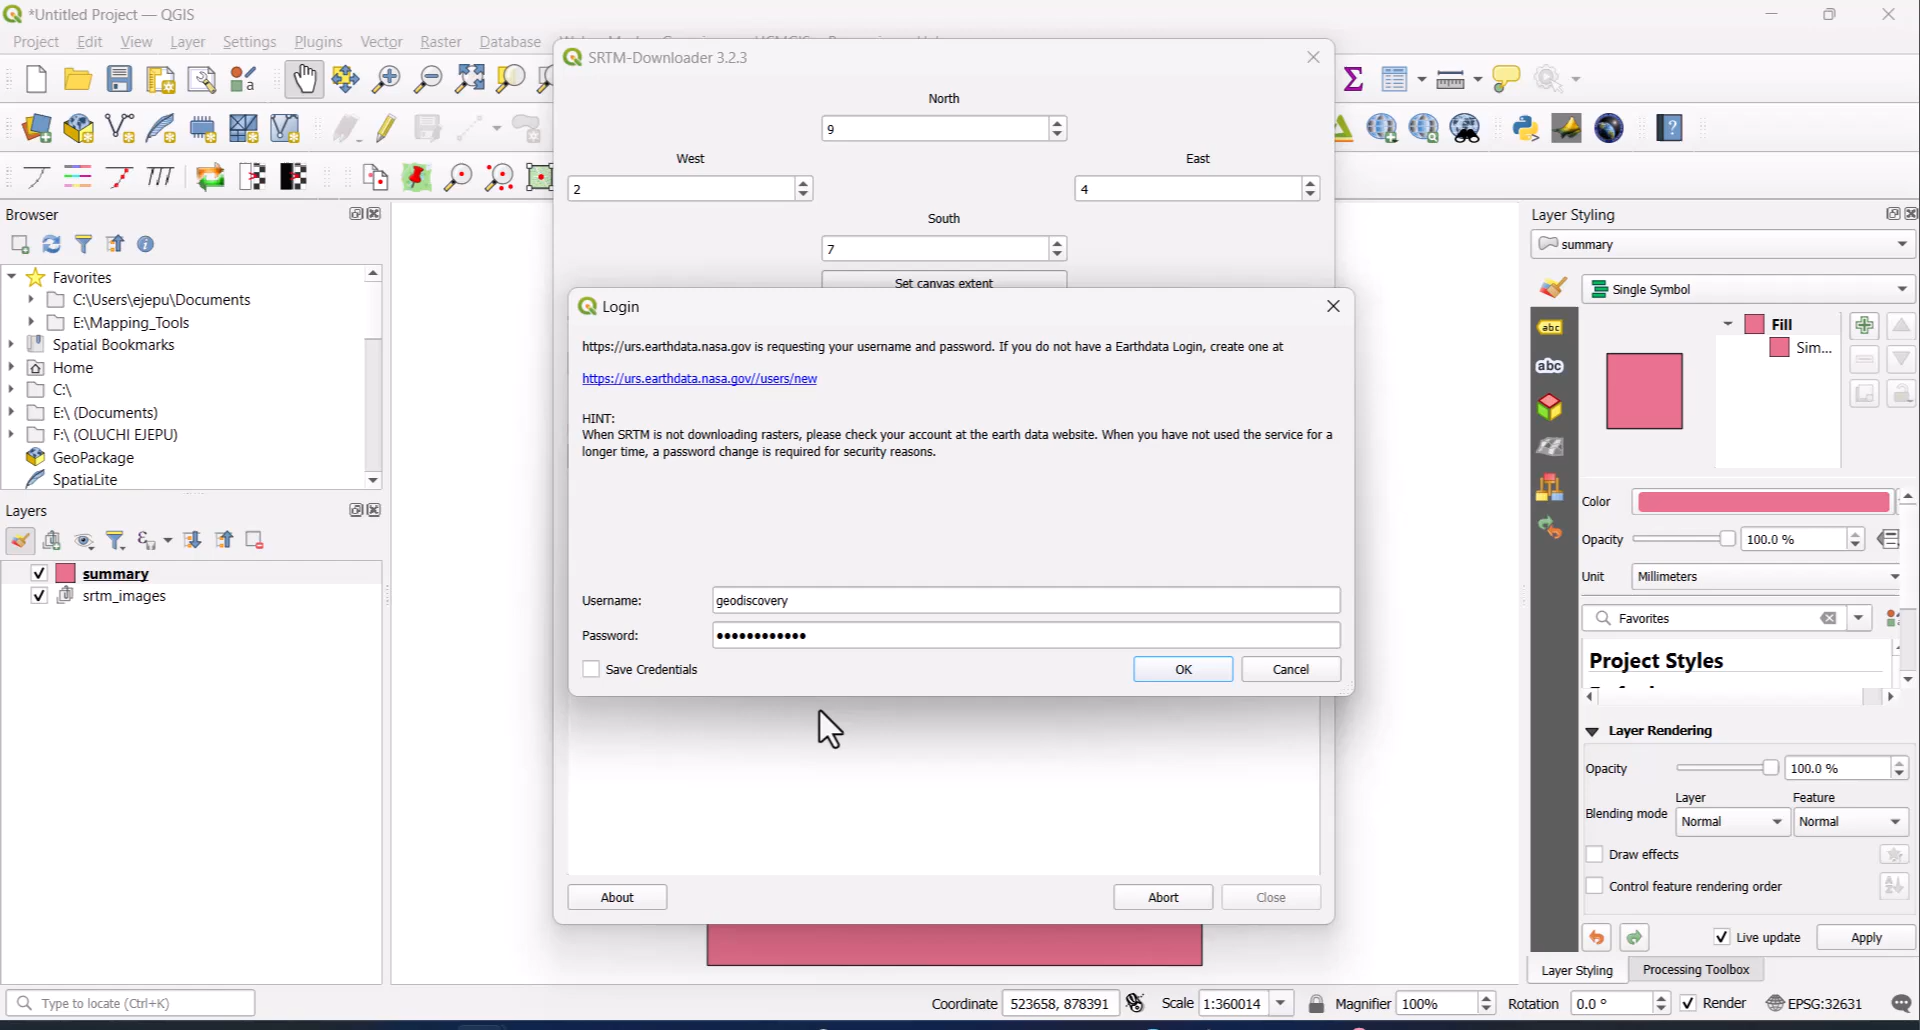 *Untitled Project — QGIS
Project Edit View Layer Settings Plugins Vector Raster Database
SRTM-Downloader 3.2.3
North
9
West
East
2
4
South
7
Set canvas extent
Login
https://urs.earthdata.nasa.gov is requesting your username and password. If you do not have a Earthdata Login, create one at
https://urs.earthdata.nasa.gov//users/new
HINT:
When SRTM is not downloading rasters, please check your account at the earth data website. When you have not used the service for a
longer time, a password change is required for security reasons.
Username: geodiscovery
Password: ●●●●●●●●●●●●
Save Credentials
OK Cancel
About Abort Close
Browser
Favorites
C:\Users\ejepu\Documents
E:\Mapping_Tools
Spatial Bookmarks
Home
C:\
E:\ (Documents)
F:\ (OLUCHI EJEPU)
GeoPackage
SpatiaLite
Layers
summary
srtm_images
Layer Styling
summary
Single Symbol
Fill
Sim...
abc
abc
Color
Opacity 100.0 %
Unit Millimeters
Favorites
Project Styles
Layer Rendering
Opacity 100.0 %
Layer Feature
Blending mode Normal Normal
Draw effects
Control feature rendering order
Live update Apply
Layer Styling Processing Toolbox
Type to locate (Ctrl+K) Coordinate 523658, 878391 Scale 1:360014 Magnifier 100% Rotation 0.0 ° Render EPSG:32631